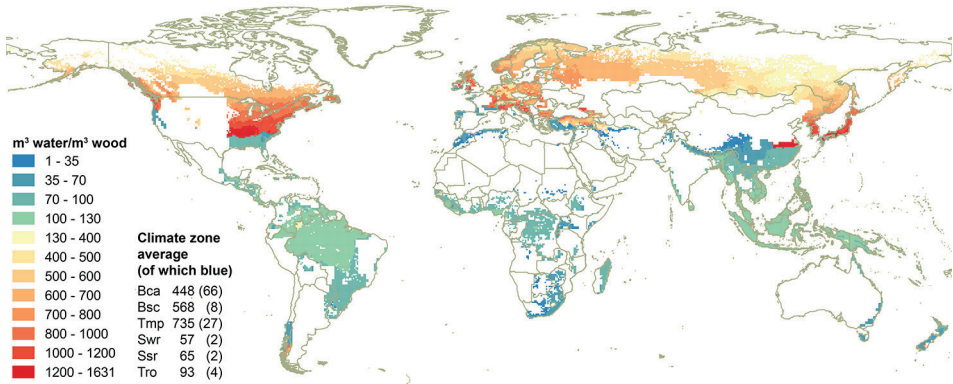 m³ water/m³ wood
1 - 35
35 - 70
70 - 100
100 - 130
130 - 400
400 - 500
500 - 600
600 - 700
700 - 800
800 - 1000
1000 - 1200
1200 - 1631
Climate zone
average
(of which blue)
Bca 448 (66)
Bsc 568 (8)
Tmp 735 (27)
Swr 57 (2)
Ssr 65 (2)
Tro 93 (4)